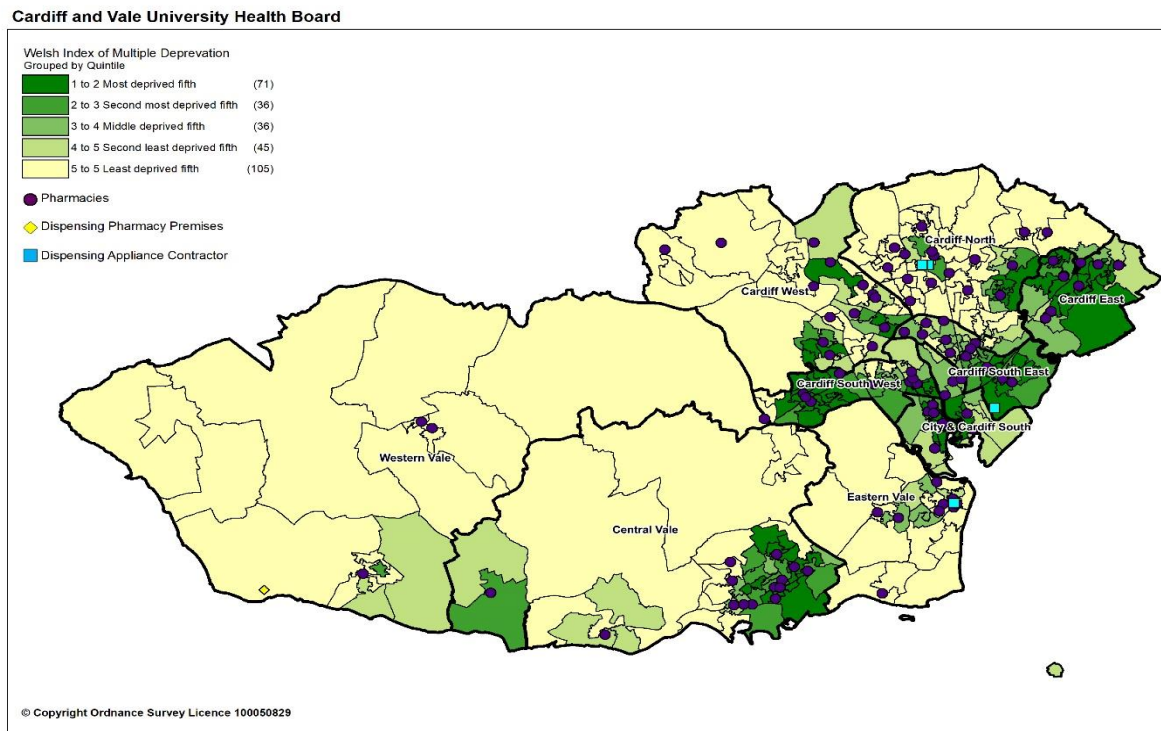 Cardiff and Vale University Health Board
Welsh Index of Multiple Deprevation
Grouped by Quintile
1 to 2 Most deprived fifth (71)
2 to 3 Second most deprived fifth (36)
3 to 4 Middle deprived fifth (36)
4 to 5 Second least deprived fifth (45)
5 to 5 Least deprived fifth (105)
Pharmacies
Dispensing Pharmacy Premises
Dispensing Appliance Contractor
Cardiff North
Cardiff West
Cardiff East
Cardiff South East
Cardiff South West
City & Cardiff South
Western Vale
Eastern Vale
Central Vale
© Copyright Ordnance Survey Licence 100050829